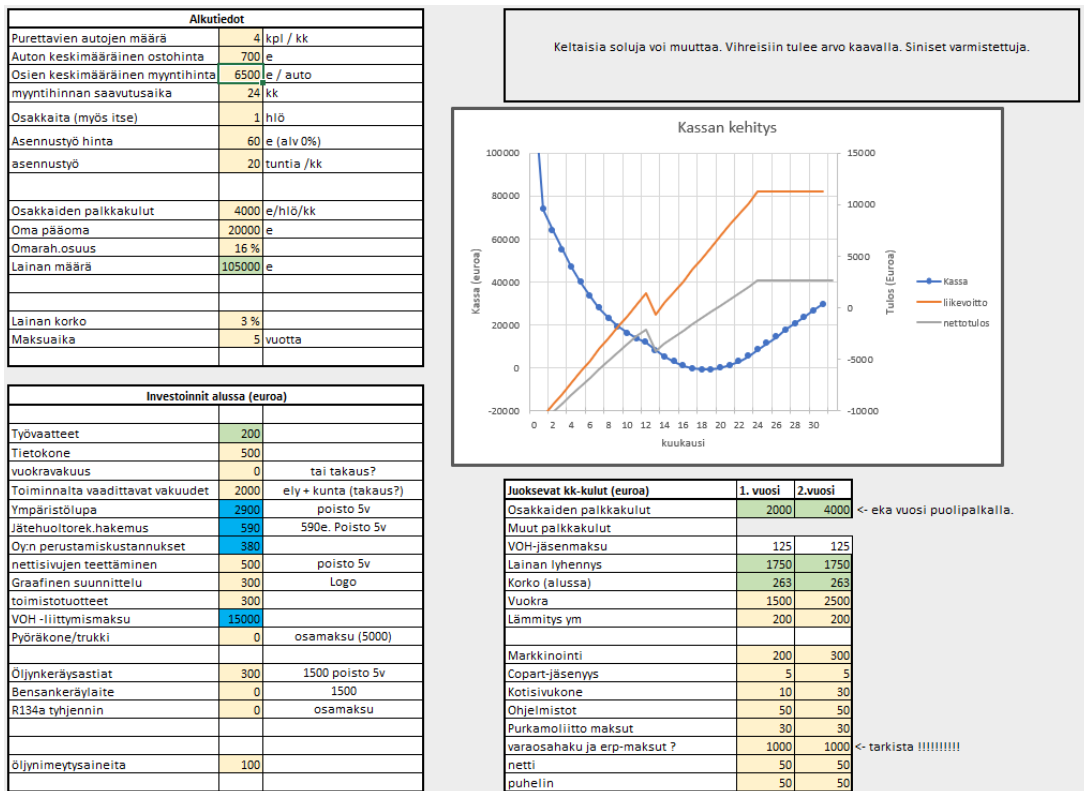 Alkutiedot
Purettavien autojen määrä 4 kpl / kk
Auton keskimääräinen ostohinta 700 e
Osien keskimääräinen myyntihinta 6500 e / auto
myyntihinnan saavutusaika 24 kk
Osakkaita (myös itse) 1 hlö
Asennustyö hinta 60 e (alv 0%)
asennustyö 20 tuntia /kk
Osakkaiden palkkakulut 4000 e/hlö/kk
Oma pääoma 20000 e
Omarah.osuus 16 %
Lainan määrä 105000 e
Lainan korko 3 %
Maksuaika 5 vuotta
Keltaisia soluja voi muuttaa. Vihreisiin tulee arvo kaavalla. Siniset varmistettuja.
Kassan kehitys
100000
80000
60000
40000
20000
0
-20000
Kassa (euroa)
15000
10000
5000
0
-5000
-10000
Tulos (Euroa)
0 2 4 6 8 10 12 14 16 18 20 22 24 26 28 30
kuukausi
Kassa
liikevoitto
nettotulos
Investoinnit alussa (euroa)
Työvaatteet 200
Tietokone 500
vuokravakuus 0 tai takaus?
Toiminnalta vaadittavat vakuudet 2000 ely + kunta (takaus?)
Ympäristölupa 2900 poisto 5v
Jätehuoltorek.hakemus 590 590e. Poisto 5v
Oy:n perustamiskustannukset 380
nettisivujen teettäminen 500 poisto 5v
Graafinen suunnittelu 300 Logo
toimistotuotteet 300
VOH -liittymismaksu 15000
Pyöräkone/trukki 0 osamaksu (5000)
Öljynkeräysastiat 300 1500 poisto 5v
Bensankeräylaite 0 1500
R134a tyhjennin 0 osamaksu
öljynimeytysaineita 100
Juoksevat kk-kulut (euroa) 1. vuosi 2.vuosi
Osakkaiden palkkakulut 2000 4000 <- eka vuosi puolipalkalla.
Muut palkkakulut
VOH-jäsenmaksu 125 125
Lainan lyhennys 1750 1750
Korko (alussa) 263 263
Vuokra 1500 2500
Lämmitys ym 200 200
Markkinointi 200 300
Copart-jäsenyys 5 5
Kotisivukone 10 30
Ohjelmistot 50 50
Purkamoliitto maksut 30 30
varaosahaku ja erp-maksut ? 1000 1000 <- tarkista !!!!!!!!!!
netti 50 50
puhelin 50 50